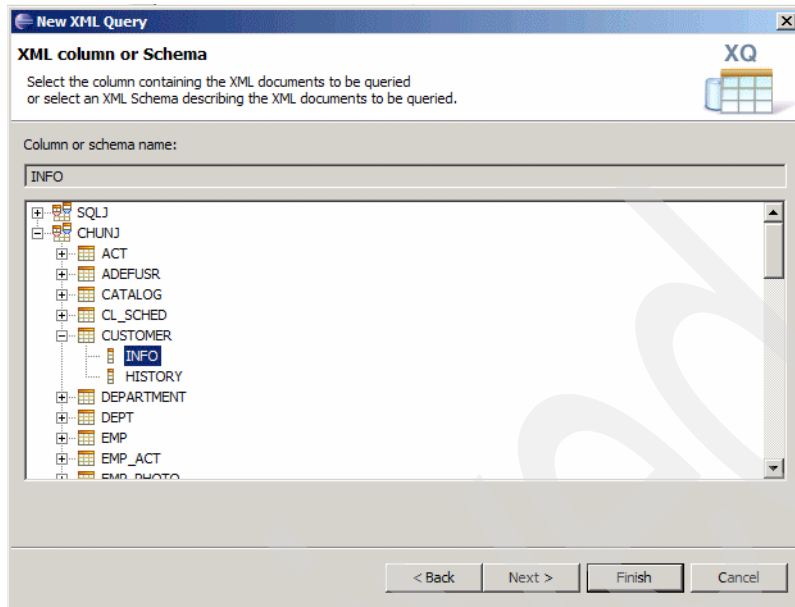 New XML Query
XML column or Schema
XQ
Select the column containing the XML documents to be queried
or select an XML Schema describing the XML documents to be queried.
Column or schema name:
INFO
SQLJ
CHUNJ
ACT
ADEFUSR
CATALOG
CL_SCHED
CUSTOMER
INFO
HISTORY
DEPARTMENT
DEPT
EMP
EMP_ACT
EMP_PHOTO
< Back Next > Finish Cancel